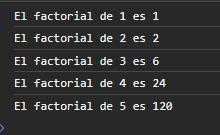 El factorial de 1 es 1
El factorial de 2 es 2
El factorial de 3 es 6
El factorial de 4 es 24
El factorial de 5 es 120